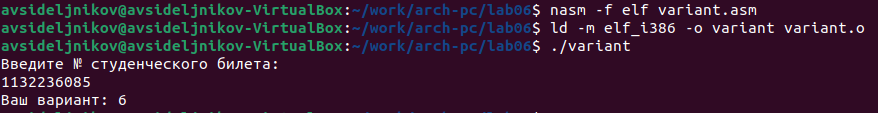 avsideljnikov@avsideljnikov-VirtualBox:~/work/arch-pc/lab06$ nasm -f elf variant.asm
avsideljnikov@avsideljnikov-VirtualBox:~/work/arch-pc/lab06$ ld -m elf_i386 -o variant variant.o
avsideljnikov@avsideljnikov-VirtualBox:~/work/arch-pc/lab06$ ./variant
Введите № студенческого билета:
1132236085
Ваш вариант: 6